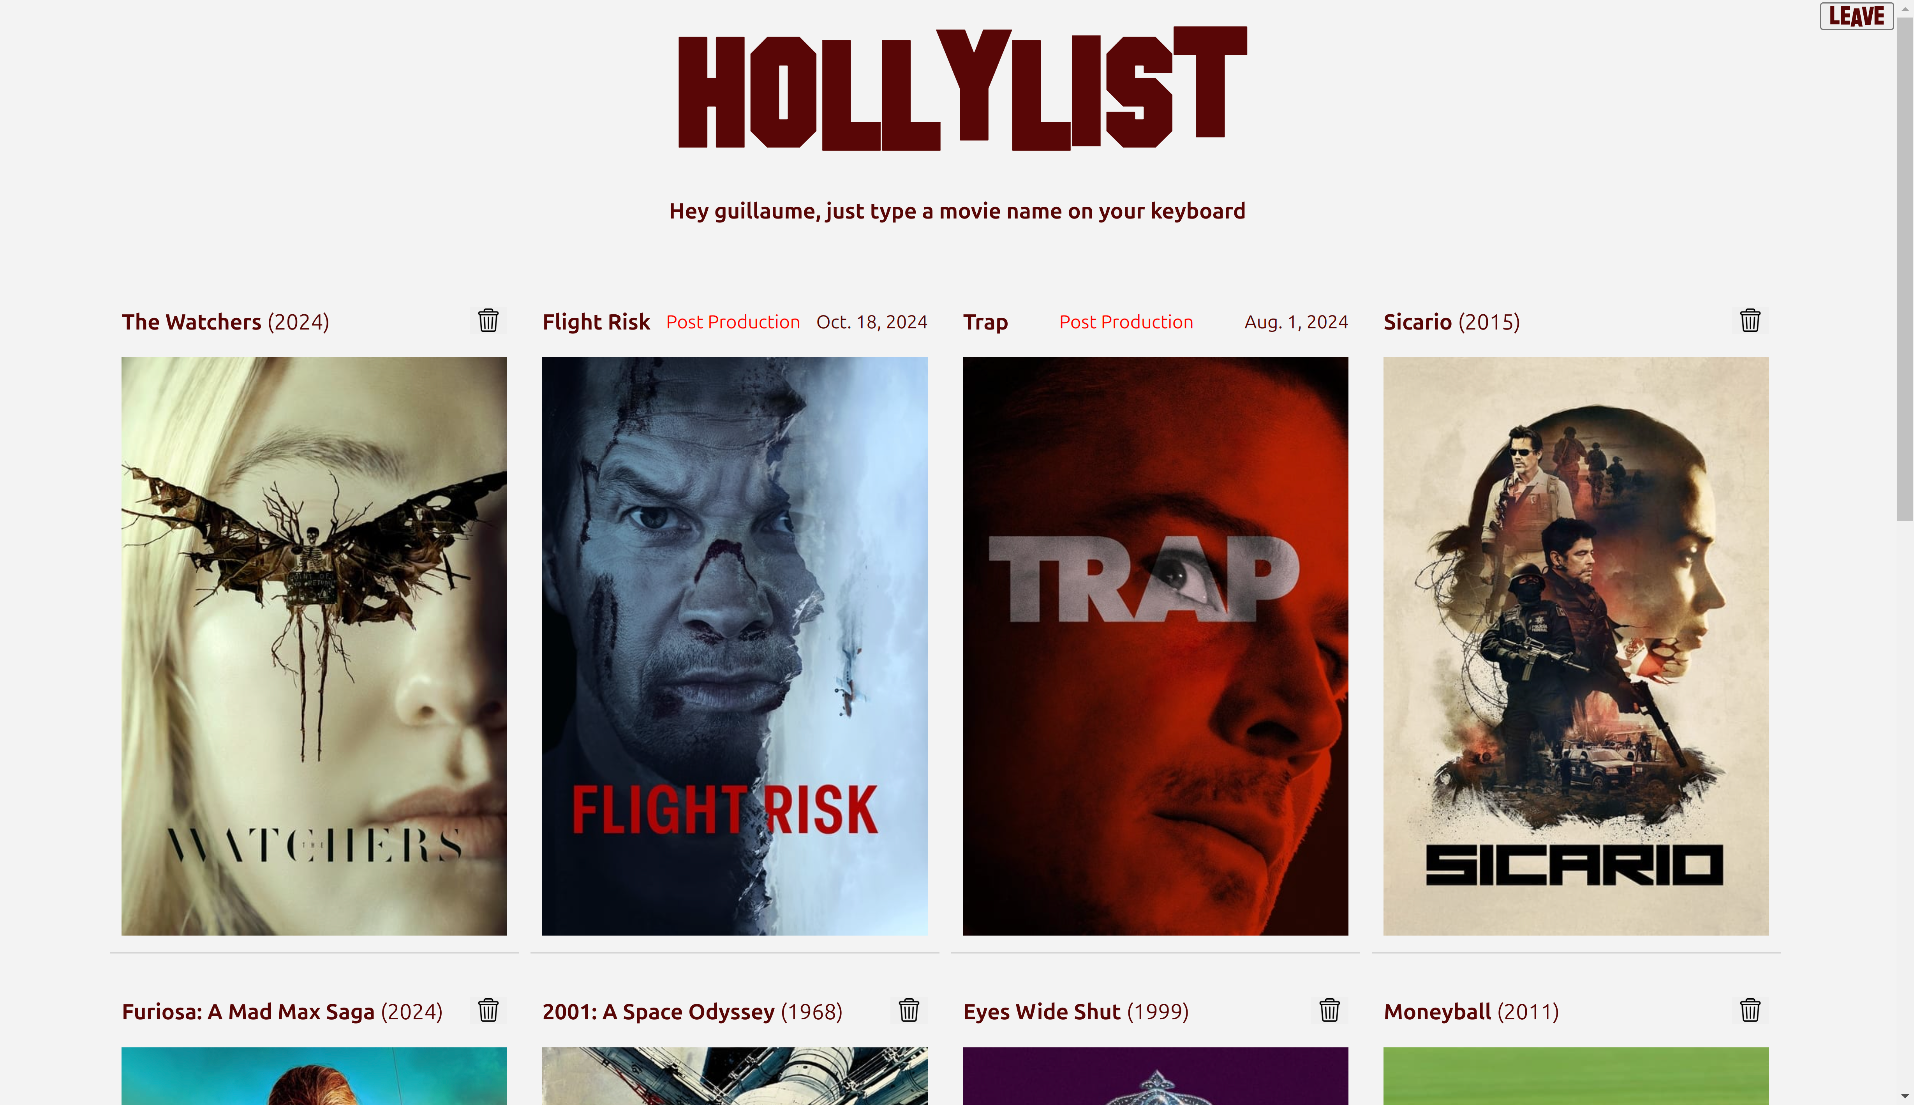 LEAVE
HOLLYLIST
Hey guillaume, just type a movie name on your keyboard
The Watchers (2024)
Flight Risk Post Production Oct. 18, 2024
Trap Post Production Aug. 1, 2024
Sicario (2015)
THE WATCHERS
FLIGHT RISK
TRAP
SICARIO
Furiosa: A Mad Max Saga (2024)
2001: A Space Odyssey (1968)
Eyes Wide Shut (1999)
Moneyball (2011)